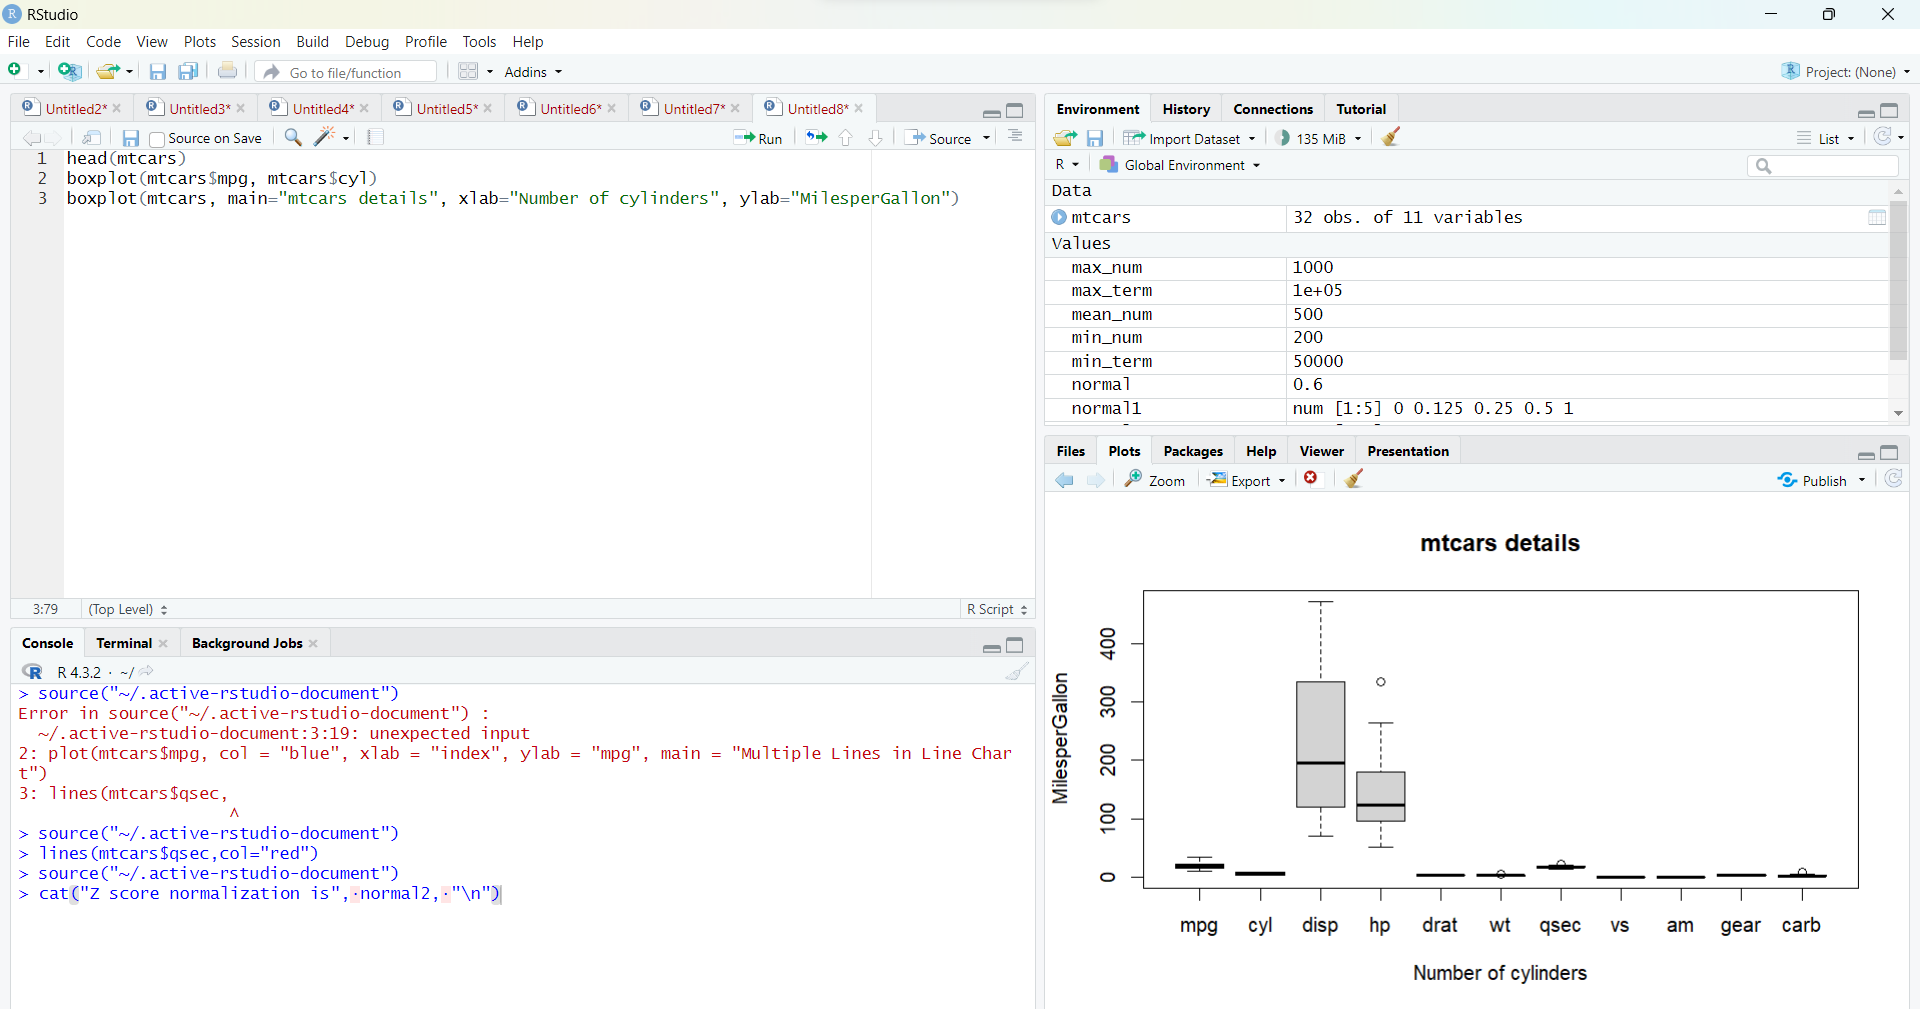 RStudio
File Edit Code View Plots Session Build Debug Profile Tools Help
Go to file/function Addins Project: (None)
Untitled2* Untitled3* Untitled4* Untitled5* Untitled6* Untitled7* Untitled8*
Source on Save Run Source
1 head(mtcars)
2 boxplot(mtcars$mpg, mtcars$cyl)
3 boxplot(mtcars, main="mtcars details", xlab="Number of cylinders", ylab="MilesperGallon")
3:79 (Top Level) R Script
Console Terminal Background Jobs
R 4.3.2 · ~/
> source("~/.active-rstudio-document")
Error in source("~/.active-rstudio-document") :
~/.active-rstudio-document:3:19: unexpected input
2: plot(mtcars$mpg, col = "blue", xlab = "index", ylab = "mpg", main = "Multiple Lines in Line Char
t")
3: lines(mtcars$qsec,
^
> source("~/.active-rstudio-document")
> lines(mtcars$qsec,col="red")
> source("~/.active-rstudio-document")
> cat("Z score normalization is",·normal2,·"\n")
Environment History Connections Tutorial
Import Dataset 135 MiB List
R Global Environment
Data
mtcars 32 obs. of 11 variables
Values
max_num 1000
max_term 1e+05
mean_num 500
min_num 200
min_term 50000
normal 0.6
normal1 num [1:5] 0 0.125 0.25 0.5 1
Files Plots Packages Help Viewer Presentation
Zoom Export Publish
mtcars details
MilesperGallon
400
300
200
100
0
mpg cyl disp hp drat wt qsec vs am gear carb
Number of cylinders